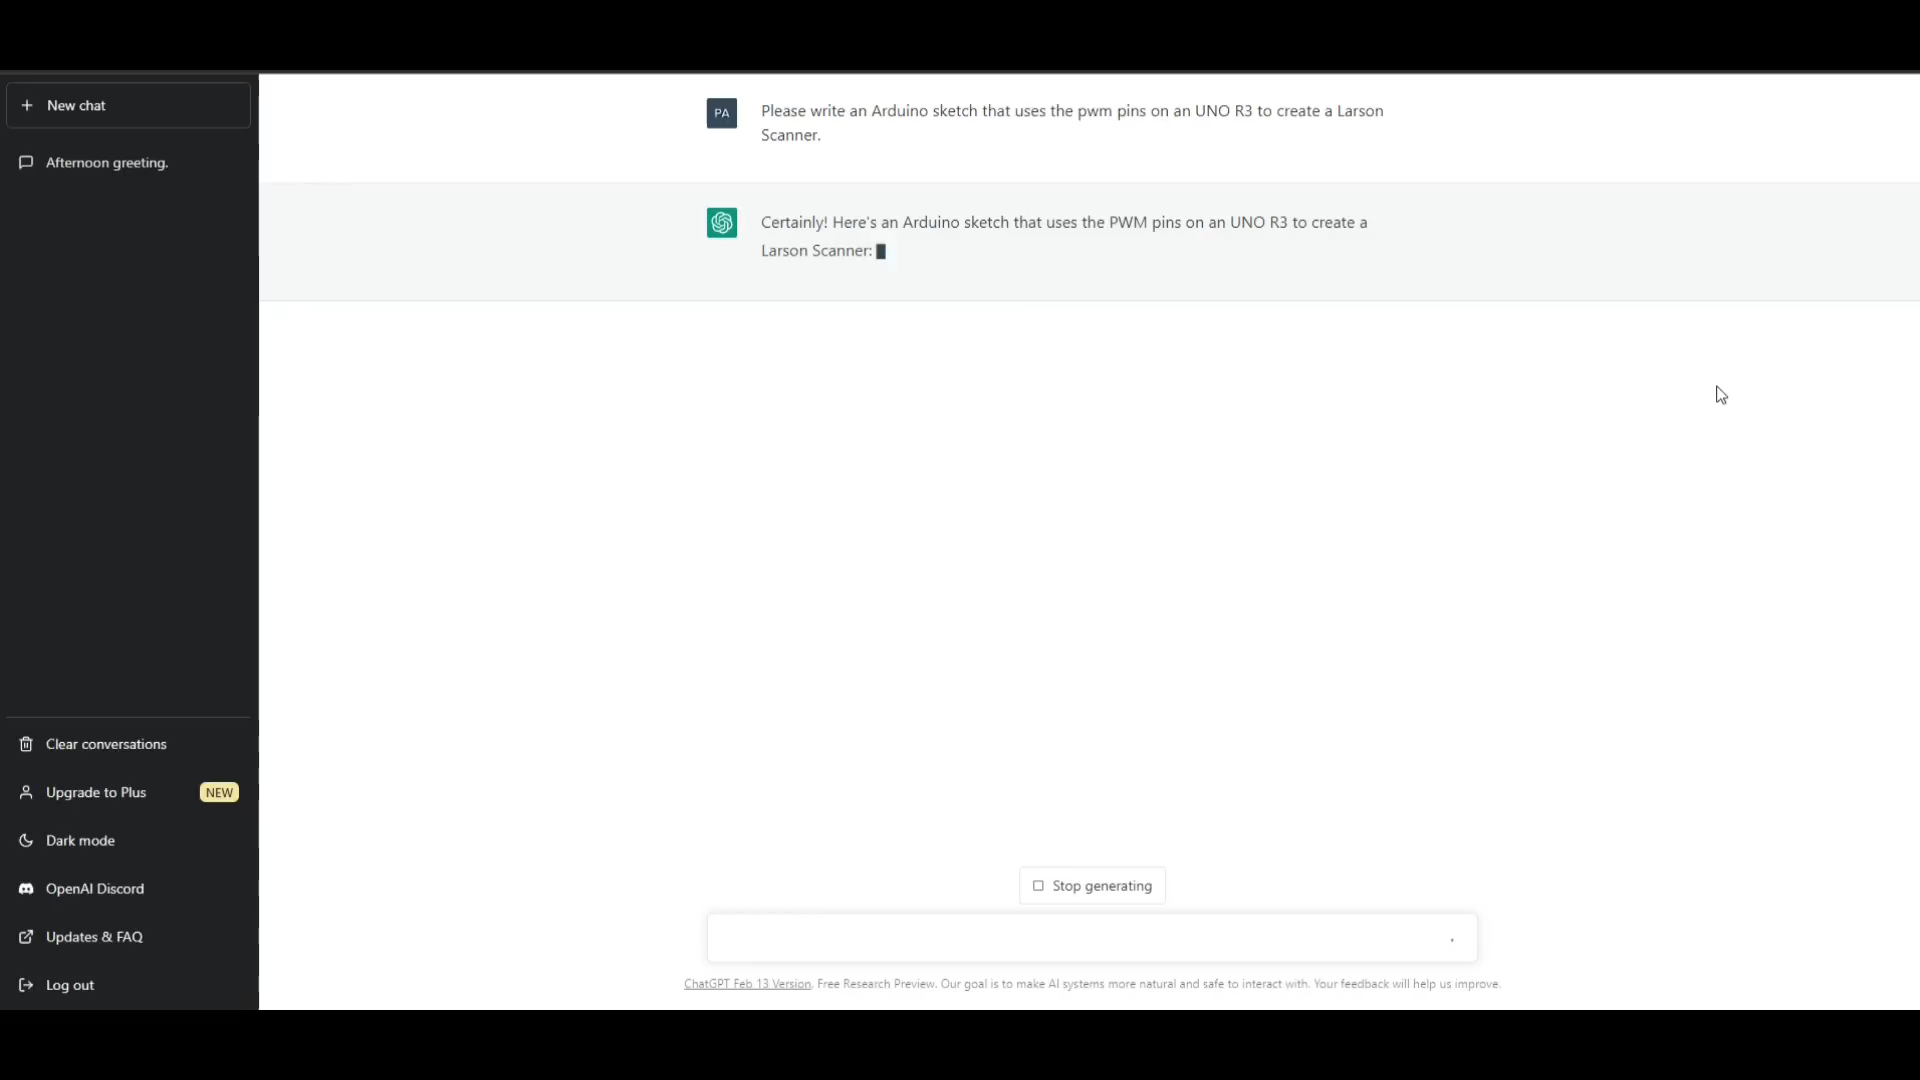 New chat
Afternoon greeting.
PA
Please write an Arduino sketch that uses the pwm pins on an UNO R3 to create a Larson
Scanner.
Certainly! Here's an Arduino sketch that uses the PWM pins on an UNO R3 to create a
Larson Scanner:
Clear conversations
Upgrade to Plus NEW
Dark mode
OpenAI Discord
Updates & FAQ
Log out
Stop generating
ChatGPT Feb 13 Version. Free Research Preview. Our goal is to make AI systems more natural and safe to interact with. Your feedback will help us improve.